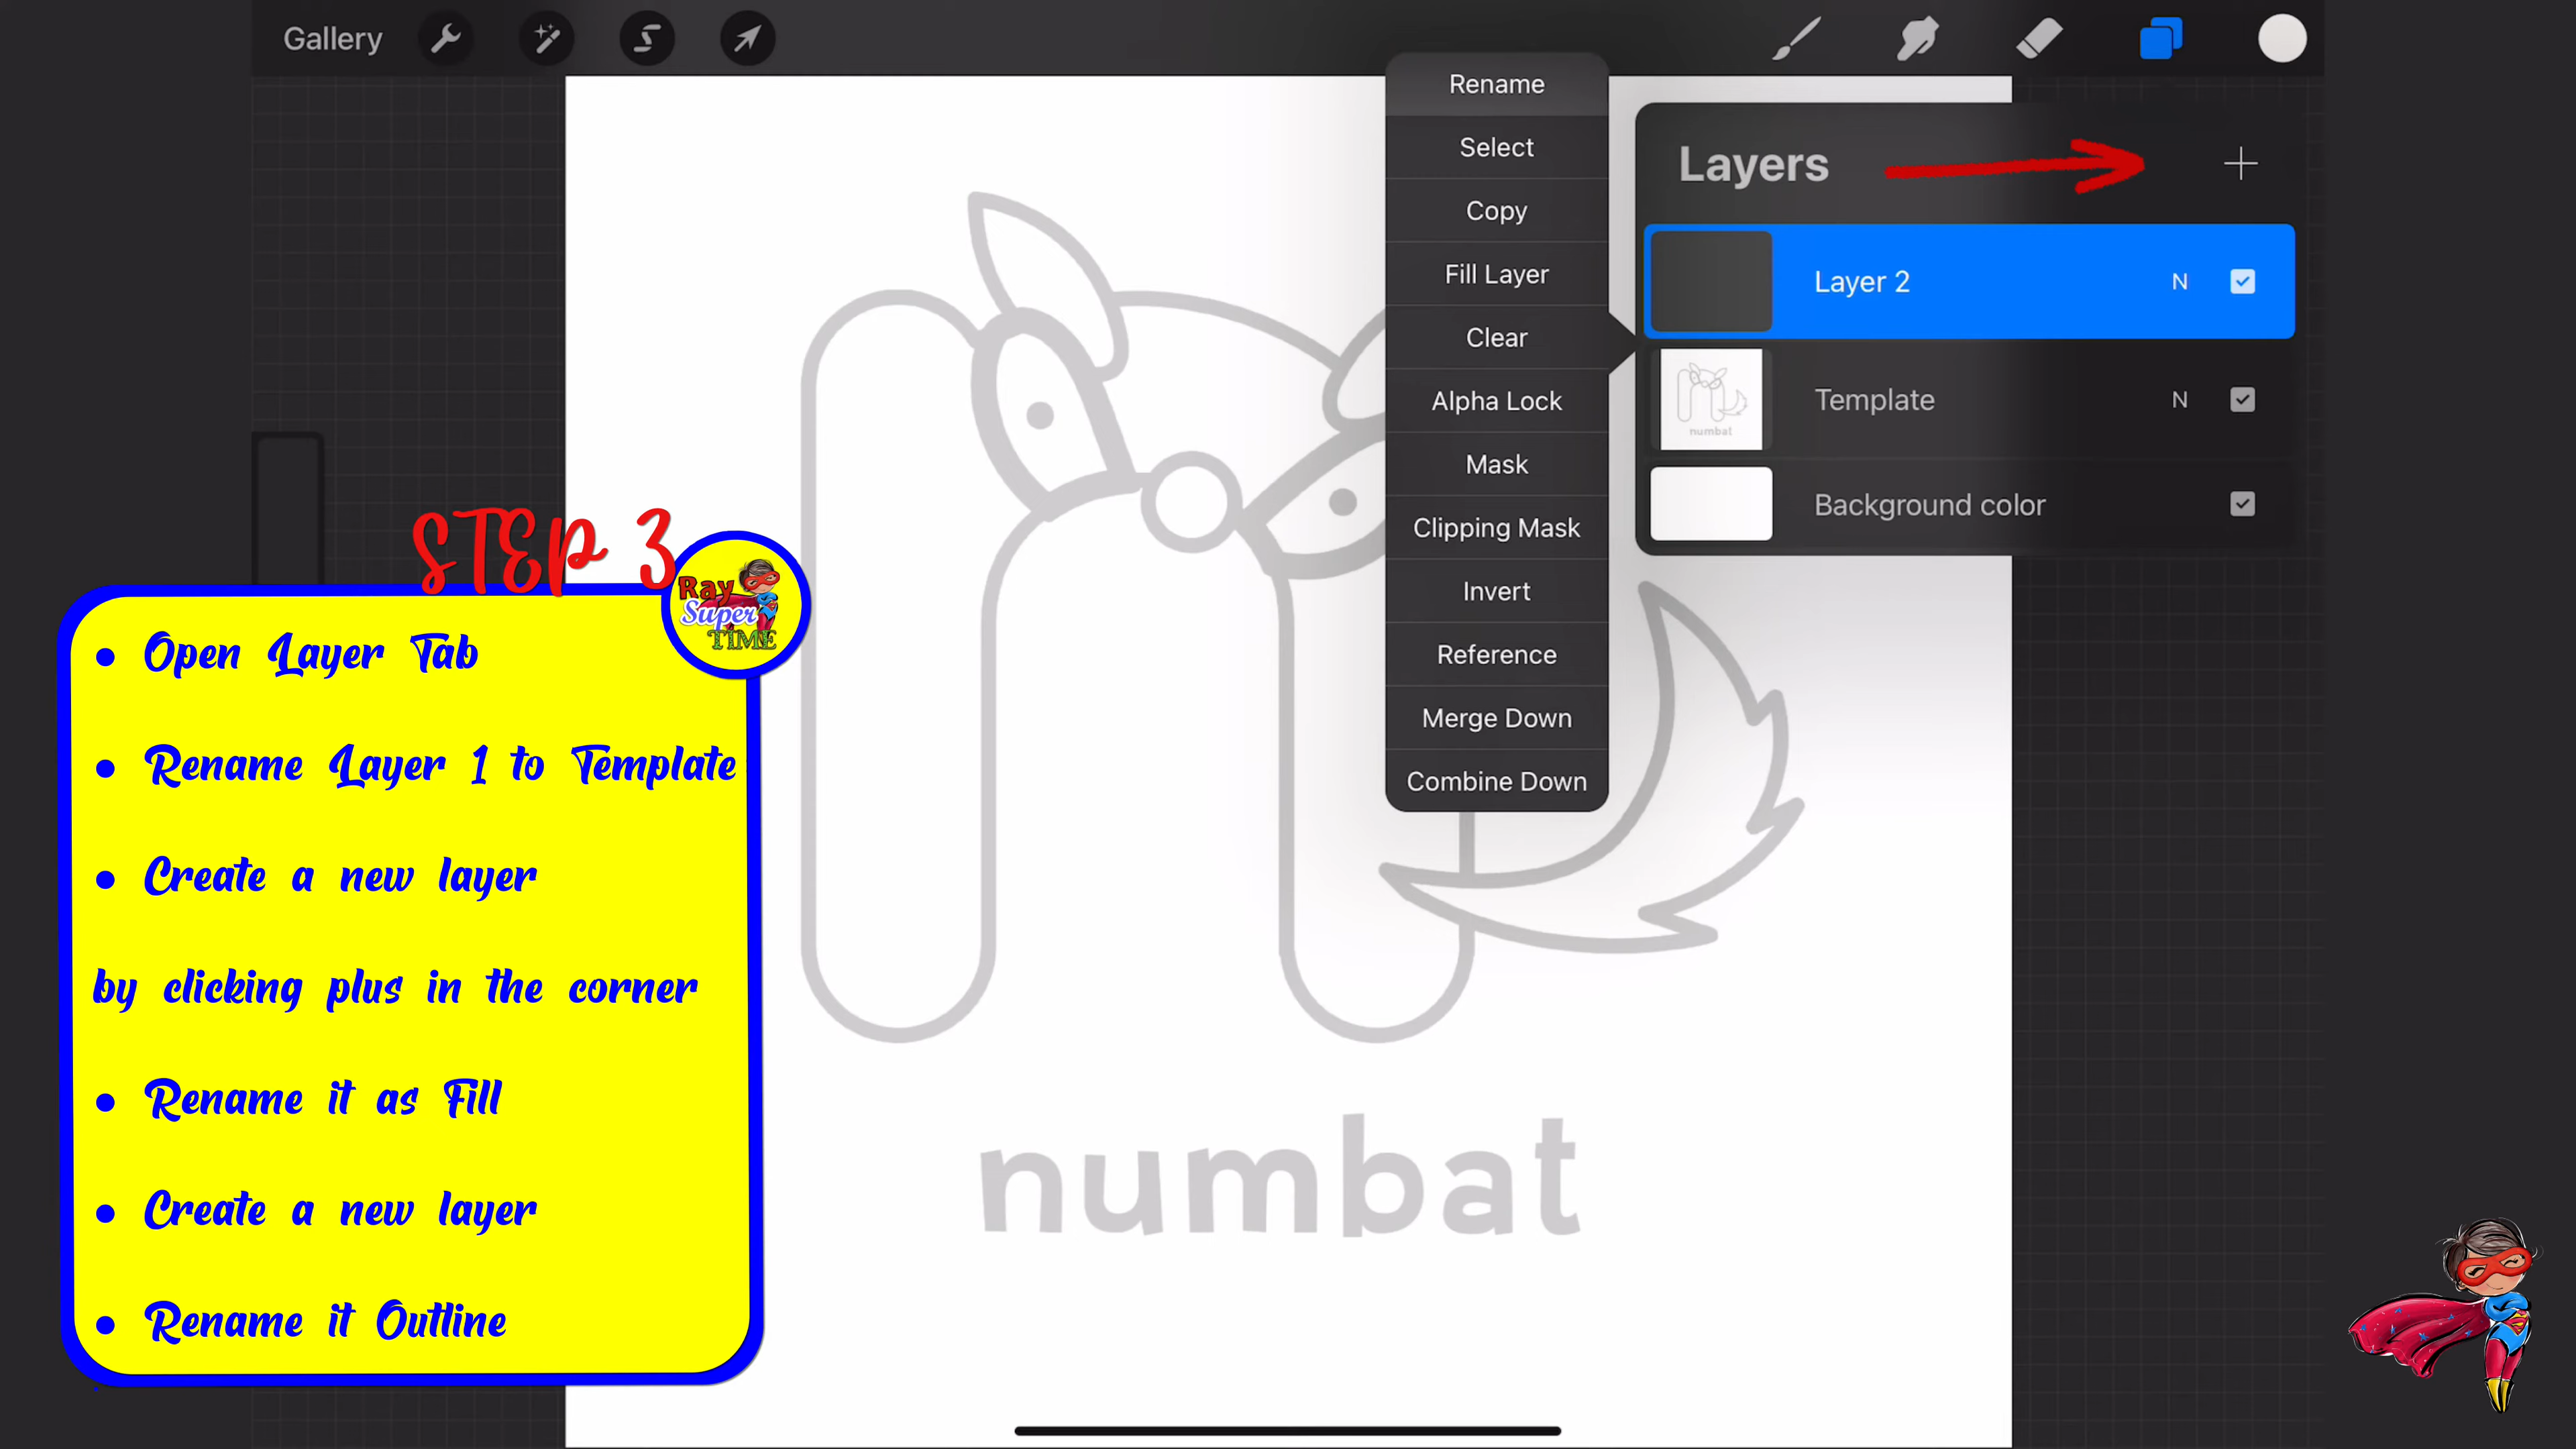 Gallery
Rename
Select
Copy
Fill Layer
Clear
Alpha Lock
Mask
Clipping Mask
Invert
Reference
Merge Down
Combine Down
Layers
Layer 2 N
numbat
Template N
Background color
STEP 3
Ray
Super
TIME
• Open Layer Tab
• Rename Layer 1 to Template
• Create a new layer
by clicking plus in the corner
• Rename it as Fill
• Create a new layer
• Rename it Outline
numbat